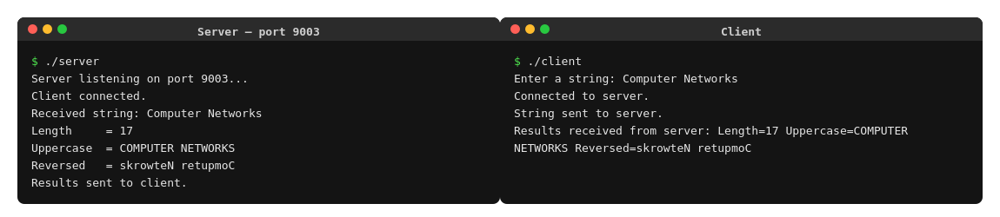 Server — port 9003
$ ./server
Server listening on port 9003...
Client connected.
Received string: Computer Networks
Length     = 17
Uppercase  = COMPUTER NETWORKS
Reversed   = skrowteN retupmoC
Results sent to client.
Client
$ ./client
Enter a string: Computer Networks
Connected to server.
String sent to server.
Results received from server: Length=17 Uppercase=COMPUTER
NETWORKS Reversed=skrowteN retupmoC